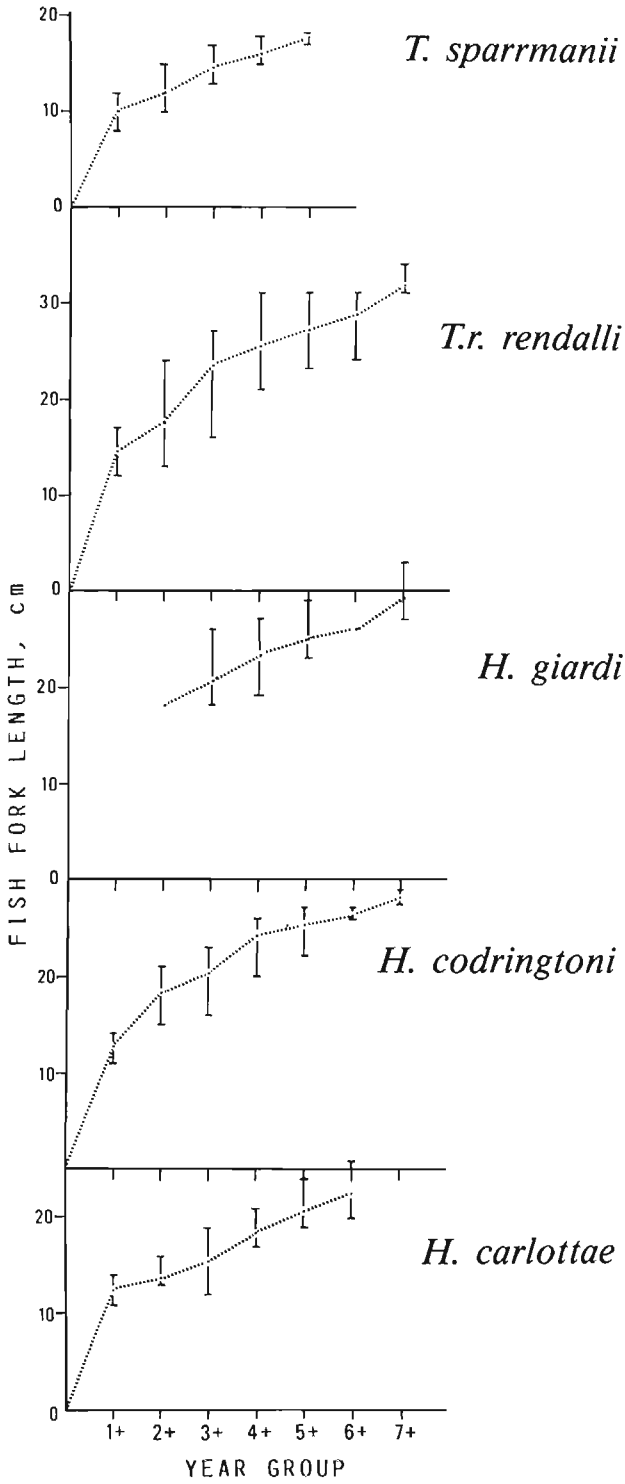 20
10
0
T. sparrmanii
30
20
10
0
T.r. rendalli
20
10
0
H. giardi
20
10
H. codringtoni
20
10
0
H. carlottae
FISH FORK LENGTH, cm
1+ 2+ 3+ 4+ 5+ 6+ 7+
YEAR GROUP